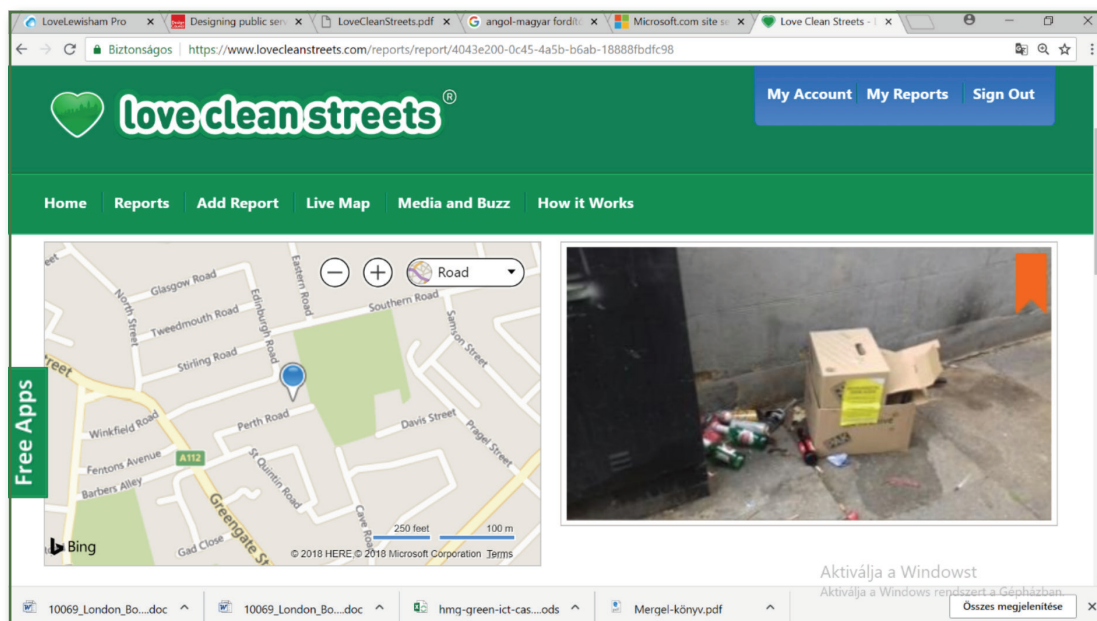 LoveLewisham Pro
Designing public serv
LoveCleanStreets.pdf
angol-magyar fordító
Microsoft.com site se
Love Clean Streets - L
Biztonságos https://www.lovecleanstreets.com/reports/report/4043e200-0c45-4a5b-b6ab-18888fbdfc98
My Account My Reports Sign Out
love clean streets®
Home Reports Add Report Live Map Media and Buzz How it Works
Free Apps
Road
Glasgow Road
North Street
Tweedmouth Road
Edinburgh Road
Eastern Road
Southern Road
Samson Street
Stirling Road
Winkfield Road
Perth Road
Davis Street
Pragel Street
Fentons Avenue
A112
Barbers Alley
St Quintin Road
Greengate St
Cave Road
Gad Close
250 feet 100 m
Bing
© 2018 HERE,© 2018 Microsoft Corporation Terms
Aktiválja a Windowst
Aktiválja a Windows rendszert a Gépházban.
10069_London_Bo....doc
10069_London_Bo....doc
hmg-green-ict-cas....ods
Mergel-könyv.pdf
Összes megjelenítése